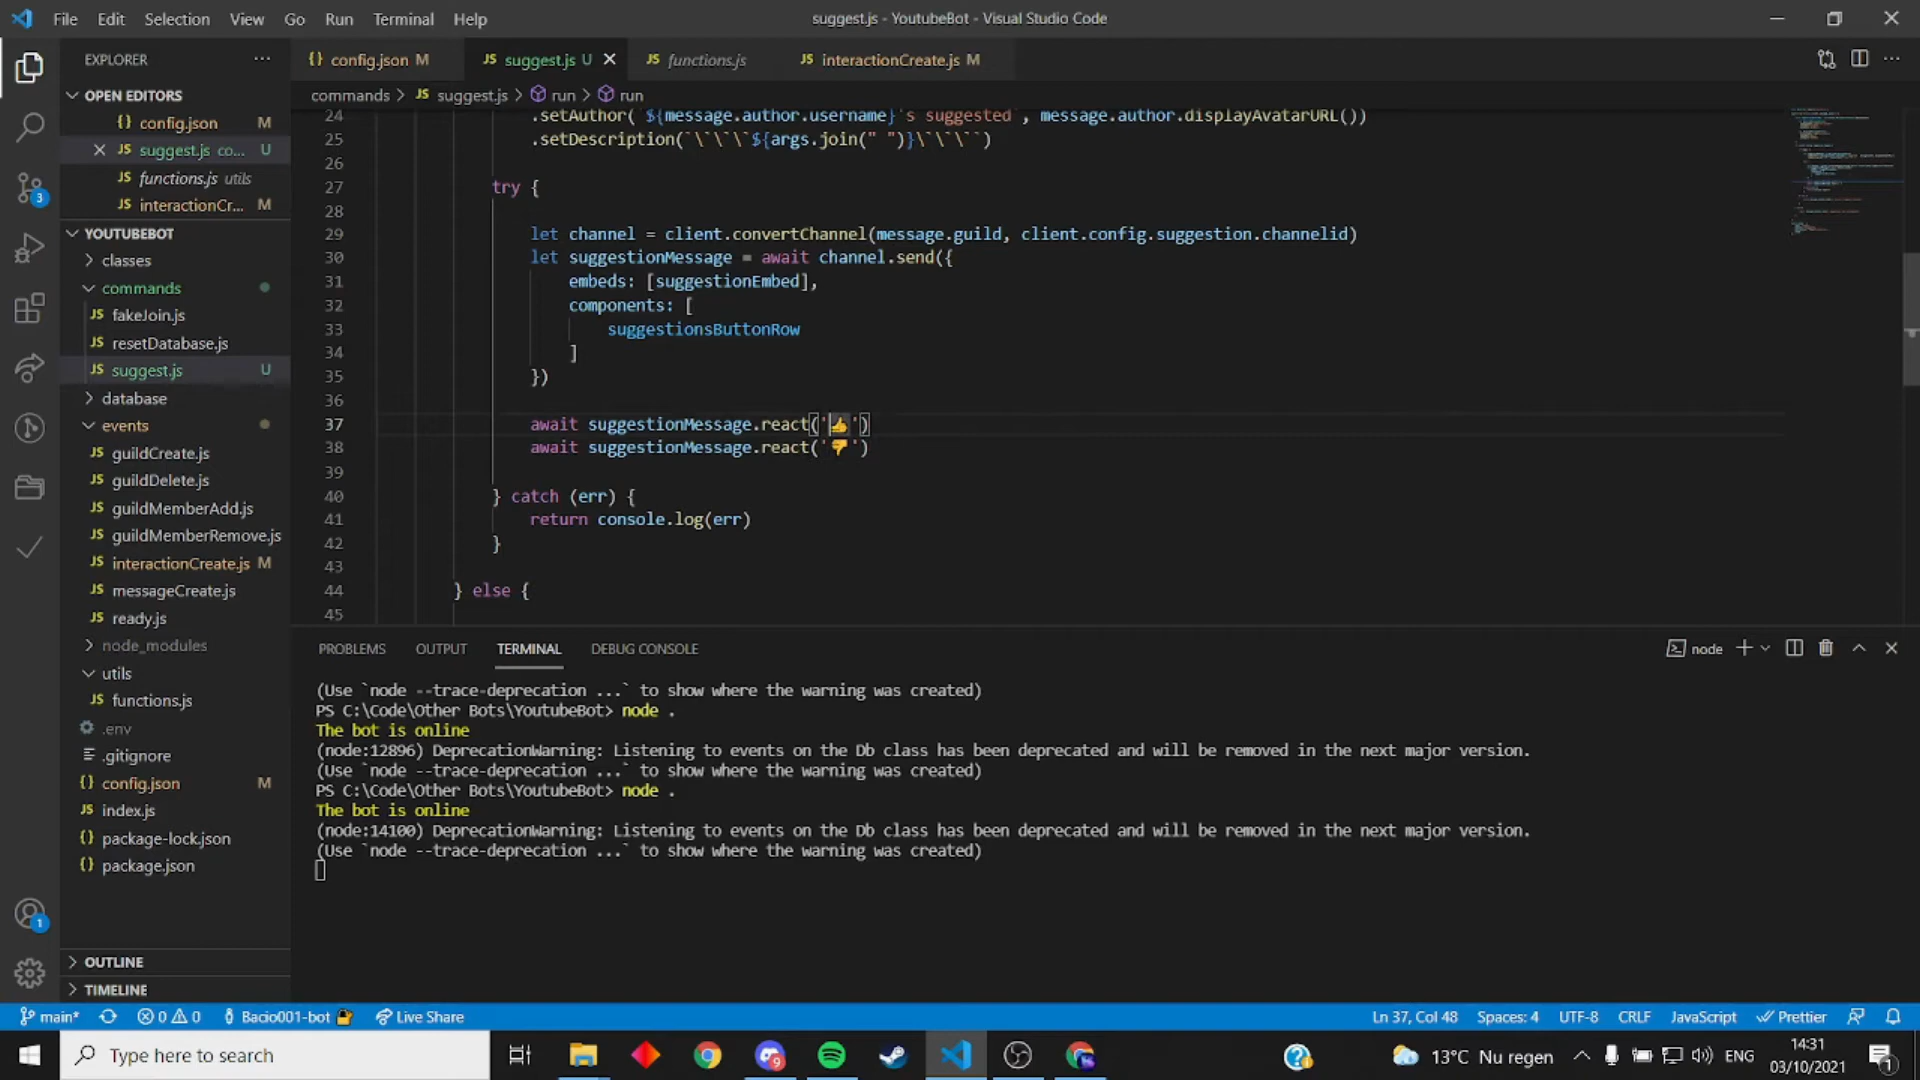 File Edit Selection View Go Run Terminal Help
suggest.js - YoutubeBot - Visual Studio Code
EXPLORER
OPEN EDITORS
config.json M
suggest.js co... U
functions.js utils
interactionCr... M
YOUTUBEBOT
classes
commands
fakeJoin.js
resetDatabase.js
suggest.js U
database
events
guildCreate.js
guildDelete.js
guildMemberAdd.js
guildMemberRemove.js
interactionCreate.js M
messageCreate.js
ready.js
node_modules
utils
functions.js
.env
.gitignore
config.json M
index.js
package-lock.json
package.json
OUTLINE
TIMELINE
config.json M suggest.js U functions.js interactionCreate.js M
commands > JS suggest.js > run > run
24 .setAuthor(`${message.author.username}'s suggested`, message.author.displayAvatarURL())
25 .setDescription(`\`\`\`${args.join(" ")}\`\`\``)
26
27 try {
28
29 let channel = client.convertChannel(message.guild, client.config.suggestion.channelid)
30 let suggestionMessage = await channel.send({
31 embeds: [suggestionEmbed],
32 components: [
33 suggestionsButtonRow
34 ]
35 })
36
37 await suggestionMessage.react('👍')
38 await suggestionMessage.react('👎')
39
40 } catch (err) {
41 return console.log(err)
42 }
43
44 } else {
45
PROBLEMS OUTPUT TERMINAL DEBUG CONSOLE
node
(Use `node --trace-deprecation ...` to show where the warning was created)
PS C:\Code\Other Bots\YoutubeBot> node .
The bot is online
(node:12896) DeprecationWarning: Listening to events on the Db class has been deprecated and will be removed in the next major version.
(Use `node --trace-deprecation ...` to show where the warning was created)
PS C:\Code\Other Bots\YoutubeBot> node .
The bot is online
(node:14100) DeprecationWarning: Listening to events on the Db class has been deprecated and will be removed in the next major version.
(Use `node --trace-deprecation ...` to show where the warning was created)
main* 0 0 Bacio001-bot Live Share
Ln 37, Col 48 Spaces: 4 UTF-8 CRLF JavaScript Prettier
Type here to search
13°C Nu regen
ENG
14:31
03/10/2021